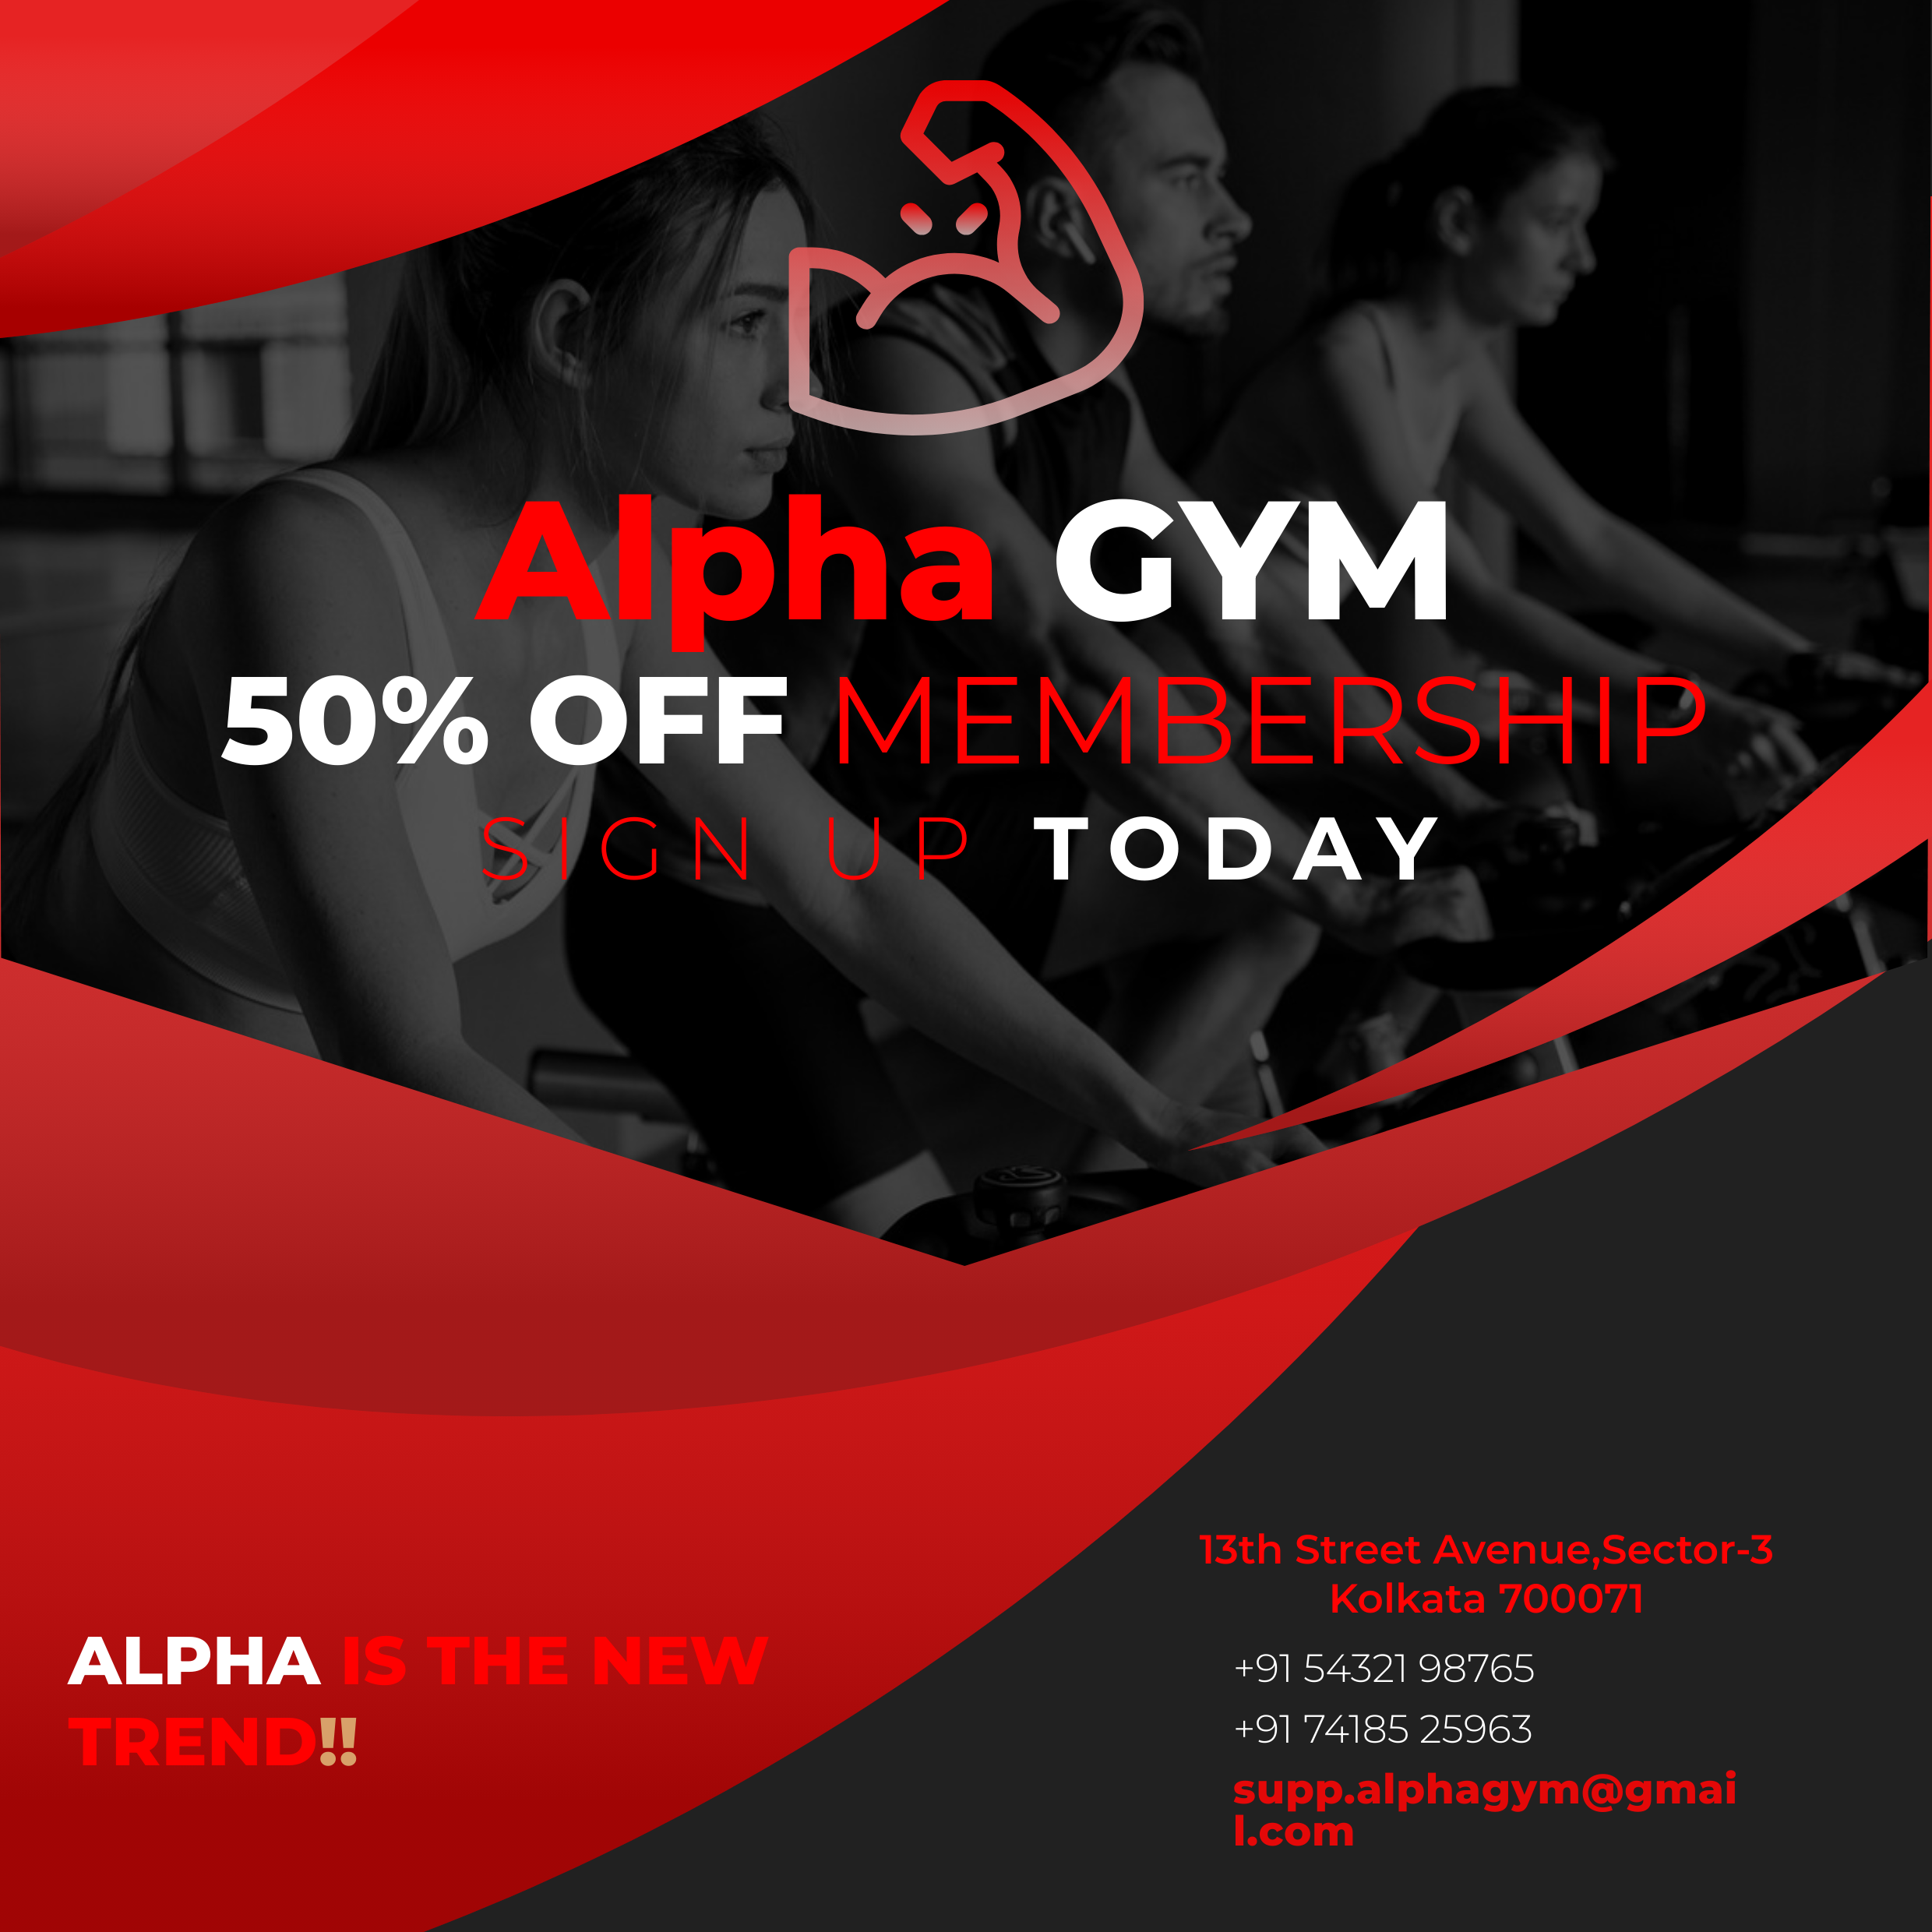 Alpha GYM
50% OFF MEMBERSHIP
SIGN UP TODAY
ALPHA IS THE NEW
TREND!!
13th Street Avenue,Sector-3
Kolkata 700071
+91 54321 98765
+91 74185 25963
supp.alphagym@gmai
l.com